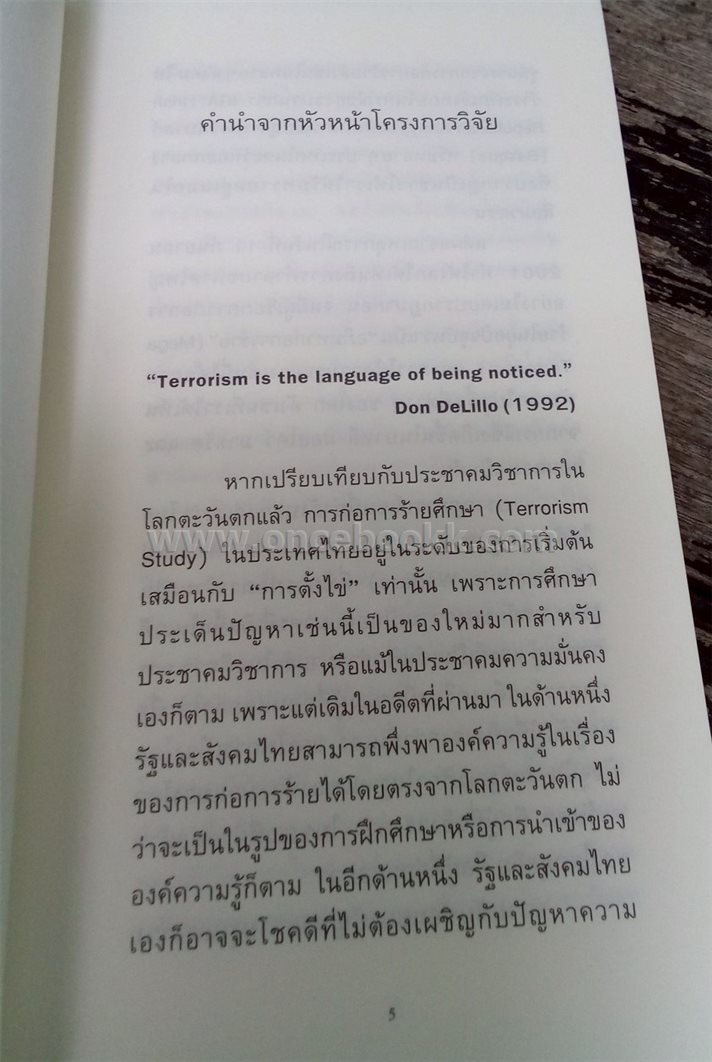 คำนำจากหัวหน้าโครงการวิจัย
“Terrorism is the language of being noticed.”
Don DeLillo (1992)
หากเปรียบเทียบกับประชาคมวิชาการใน
โลกตะวันตกแล้ว การก่อการร้ายศึกษา (Terrorism
Study) ในประเทศไทยอยู่ในระดับของการเริ่มต้น
เสมือนกับ “การตั้งไข่” เท่านั้น เพราะการศึกษา
ประเด็นปัญหาเช่นนี้เป็นของใหม่มากสำหรับ
ประชาคมวิชาการ หรือแม้ในประชาคมความมั่นคง
เองก็ตาม เพราะแต่เดิมในอดีตที่ผ่านมา ในด้านหนึ่ง
รัฐและสังคมไทยสามารถพึ่งพาองค์ความรู้ในเรื่อง
ของการก่อการร้ายได้โดยตรงจากโลกตะวันตก ไม่
ว่าจะเป็นในรูปของการฝึกศึกษาหรือการนำเข้าของ
องค์ความรู้ก็ตาม ในอีกด้านหนึ่ง รัฐและสังคมไทย
เองก็อาจจะโชคดีที่ไม่ต้องเผชิญกับปัญหาความ
5